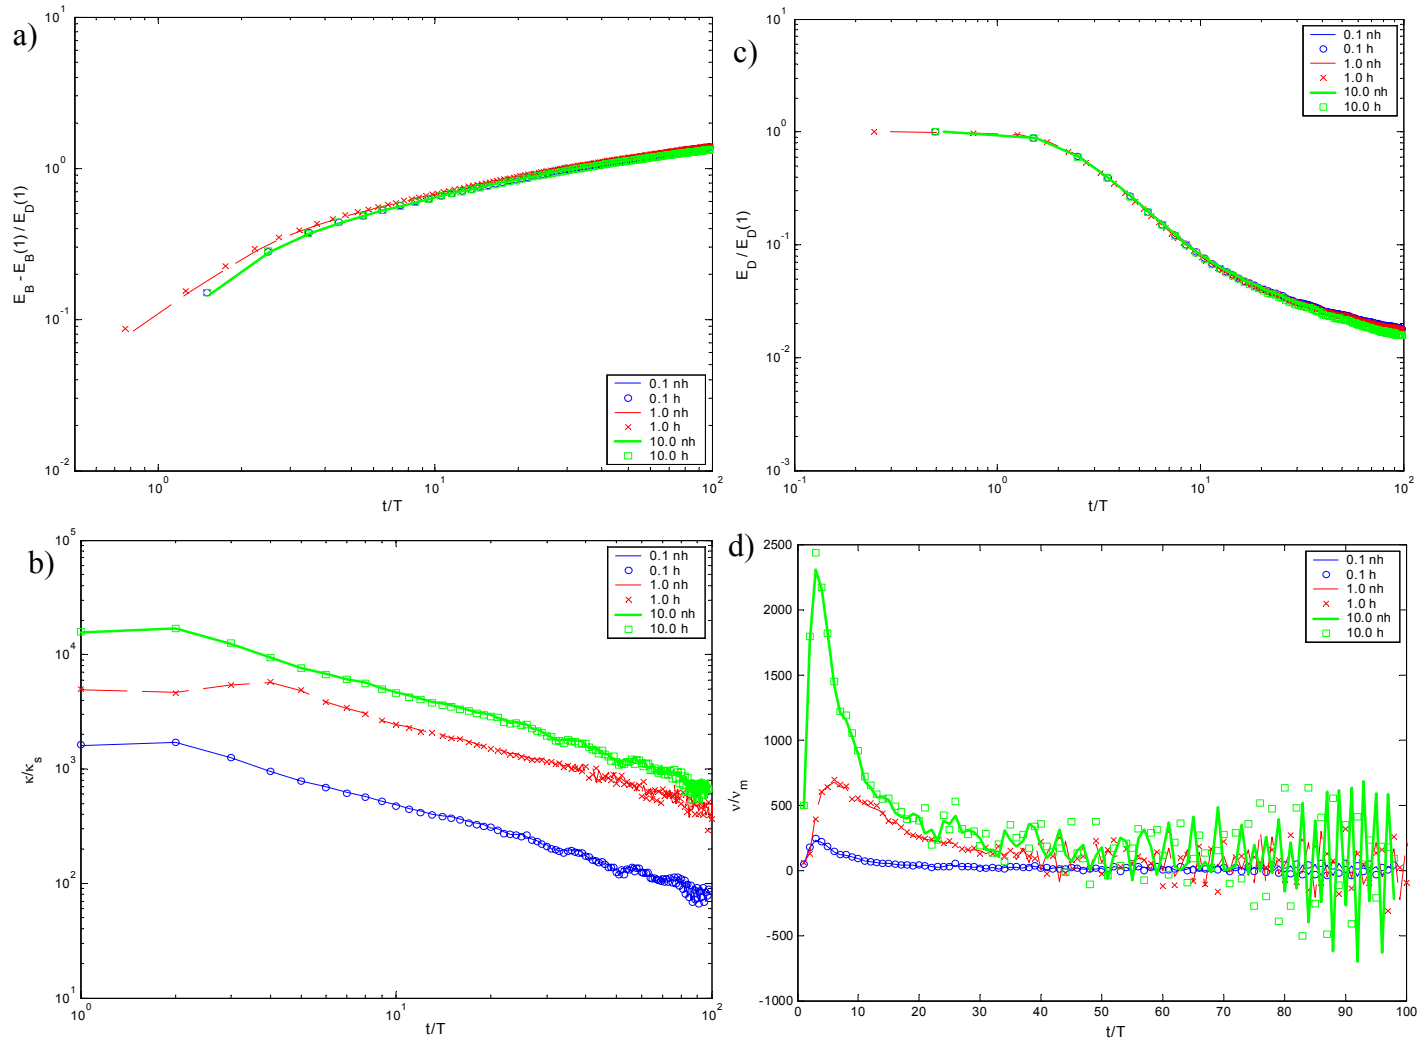 a)
10^1
10^0
10^-1
10^-2
E_B - E_B(1) / E_D(1)
10^0
10^1
10^2
t/T
0.1 nh
0.1 h
1.0 nh
1.0 h
10.0 nh
10.0 h
c)
10^1
10^0
10^-1
10^-2
10^-3
E_D / E_D(1)
10^-1
10^0
10^1
10^2
t/T
0.1 nh
0.1 h
1.0 nh
1.0 h
10.0 nh
10.0 h
b)
10^5
10^4
10^3
10^2
10^1
κ/κ_s
10^0
10^1
10^2
t/T
0.1 nh
0.1 h
1.0 nh
1.0 h
10.0 nh
10.0 h
d)
2500
2000
1500
1000
500
0
-500
-1000
ν/ν_m
0 10 20 30 40 50 60 70 80 90 100
t/T
0.1 nh
0.1 h
1.0 nh
1.0 h
10.0 nh
10.0 h